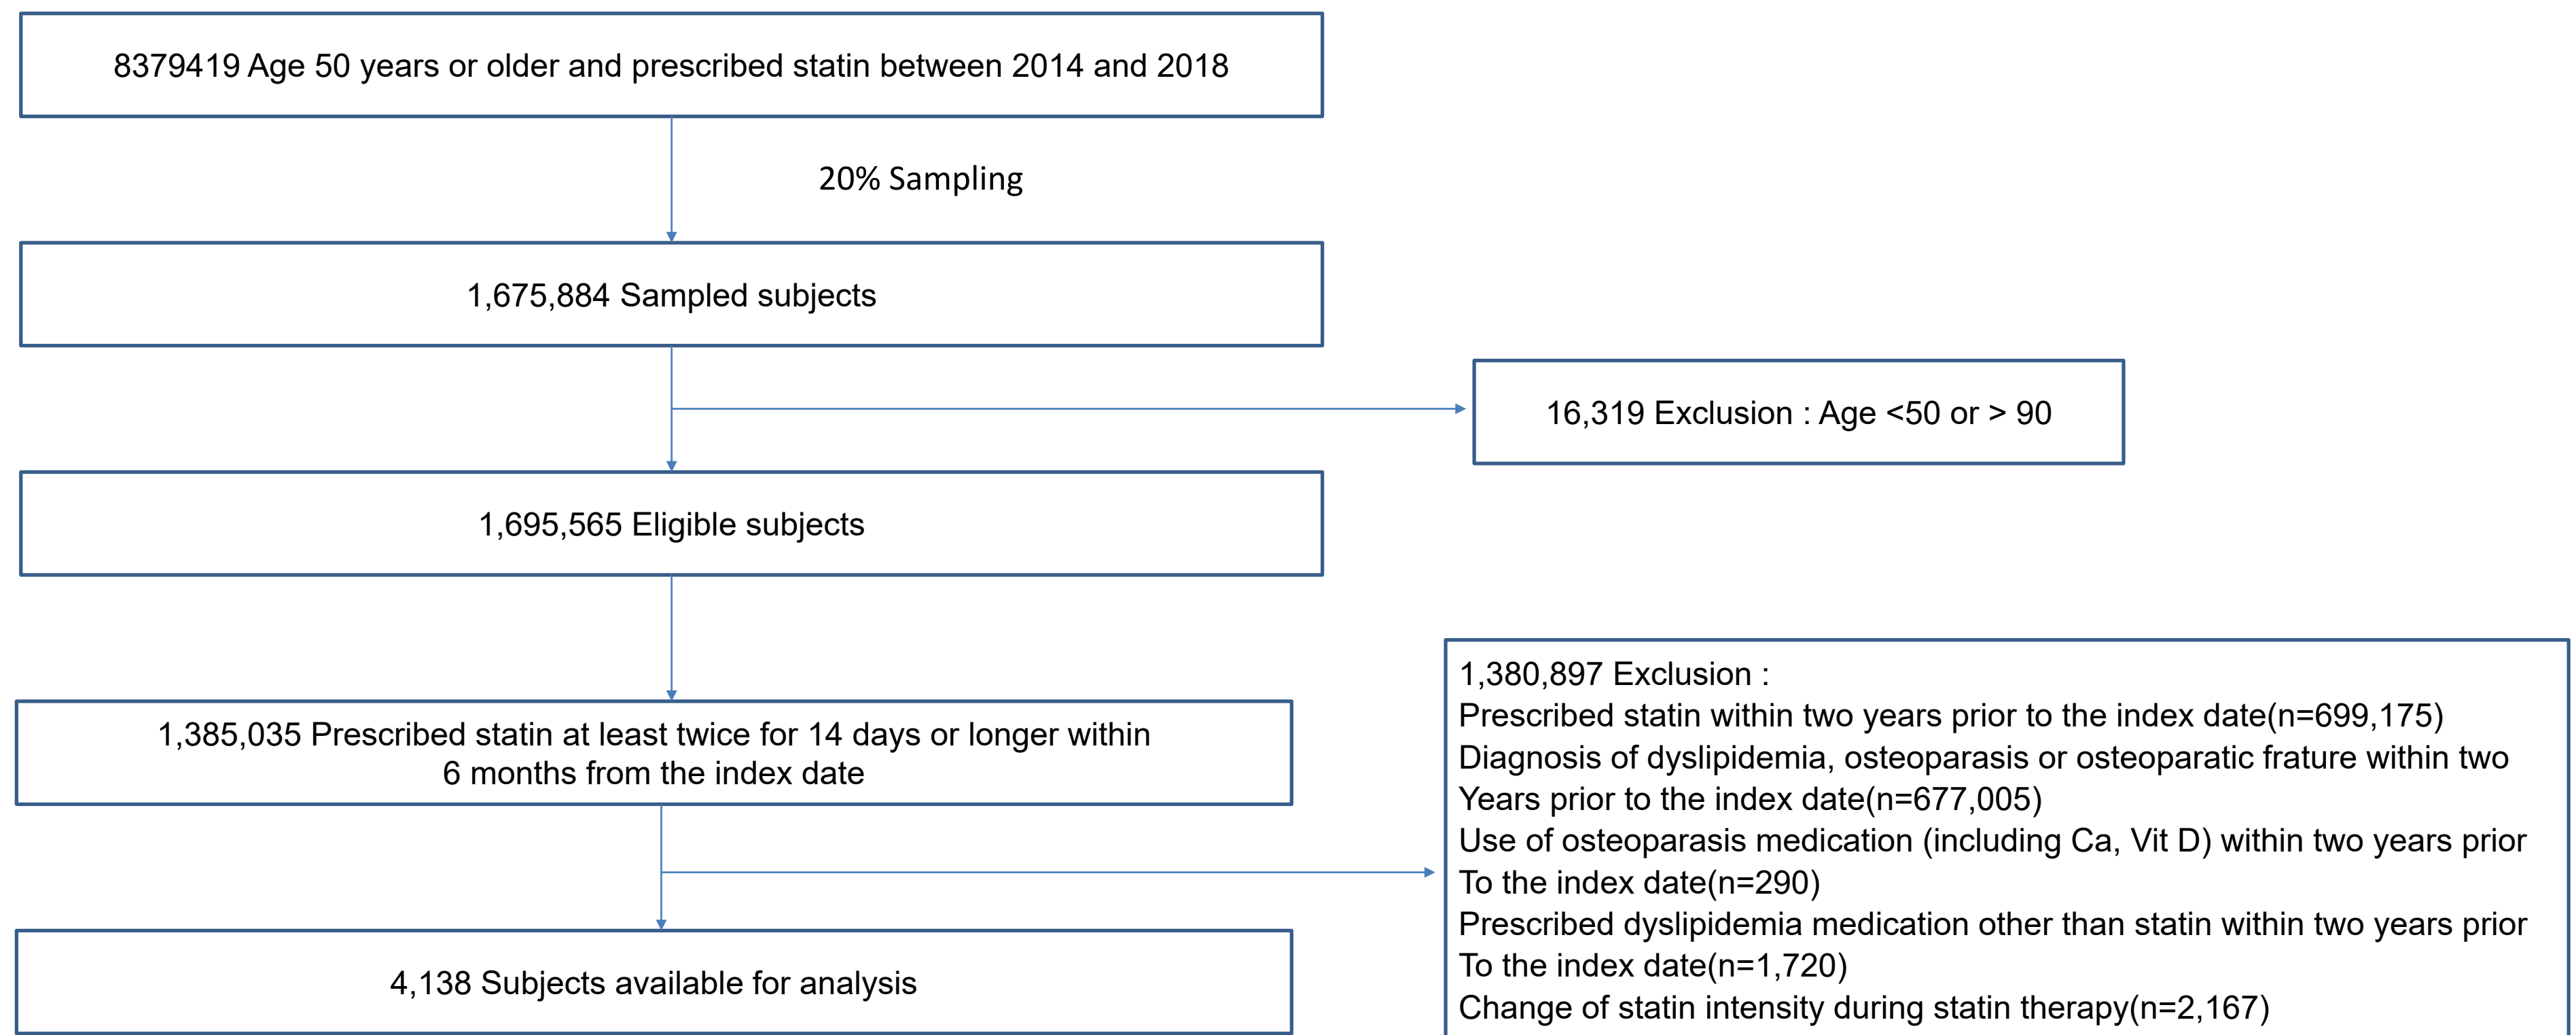 8379419 Age 50 years or older and prescribed statin between 2014 and 2018
20% Sampling
1,675,884 Sampled subjects
16,319 Exclusion : Age <50 or > 90
1,695,565 Eligible subjects
1,385,035 Prescribed statin at least twice for 14 days or longer within
6 months from the index date
1,380,897 Exclusion :
Prescribed statin within two years prior to the index date(n=699,175)
Diagnosis of dyslipidemia, osteoparasis or osteoparatic frature within two
Years prior to the index date(n=677,005)
Use of osteoparasis medication (including Ca, Vit D) within two years prior
To the index date(n=290)
Prescribed dyslipidemia medication other than statin within two years prior
To the index date(n=1,720)
Change of statin intensity during statin therapy(n=2,167)
4,138 Subjects available for analysis